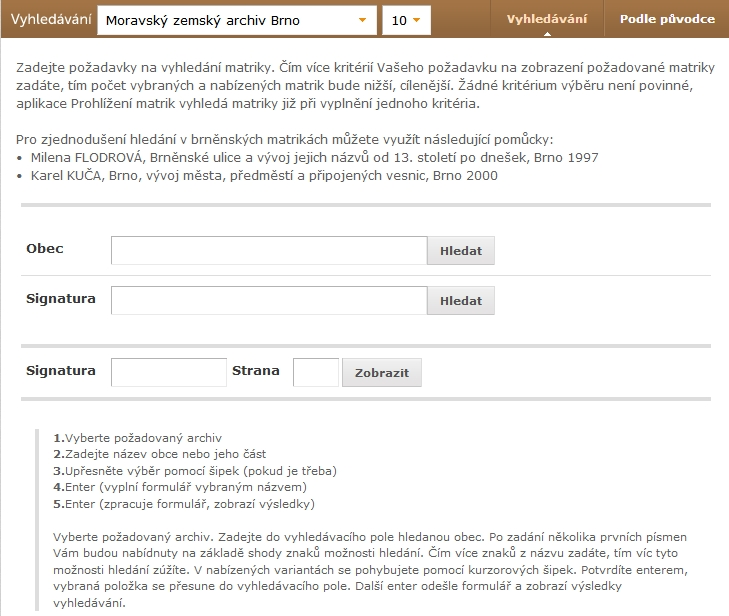 Vyhledávání Moravský zemský archiv Brno 10 Vyhledávání Podle původce
Zadejte požadavky na vyhledání matriky. Čím více kritérií Vašeho požadavku na zobrazení požadované matriky
zadáte, tím počet vybraných a nabízených matrik bude nižší, cílenější. Žádné kritérium výběru není povinné,
aplikace Prohlížení matrik vyhledá matriky již při vyplnění jednoho kritéria.
Pro zjednodušení hledání v brněnských matrikách můžete využít následující pomůcky:
• Milena FLODROVÁ, Brněnské ulice a vývoj jejich názvů od 13. století po dnešek, Brno 1997
• Karel KUČA, Brno, vývoj města, předměstí a připojených vesnic, Brno 2000
Obec Hledat
Signatura Hledat
Signatura Strana Zobrazit
1.Vyberte požadovaný archiv
2.Zadejte název obce nebo jeho část
3.Upřesněte výběr pomocí šipek (pokud je třeba)
4.Enter (vyplní formulář vybraným názvem)
5.Enter (zpracuje formulář, zobrazí výsledky)
Vyberte požadovaný archiv. Zadejte do vyhledávacího pole hledanou obec. Po zadání několika prvních písmen
Vám budou nabídnuty na základě shody znaků možnosti hledání. Čím více znaků z názvu zadáte, tím víc tyto
možnosti hledání zúžíte. V nabízených variantách se pohybujete pomocí kurzorových šipek. Potvrdíte enterem,
vybraná položka se přesune do vyhledávacího pole. Další enter odešle formulář a zobrazí výsledky
vyhledávání.